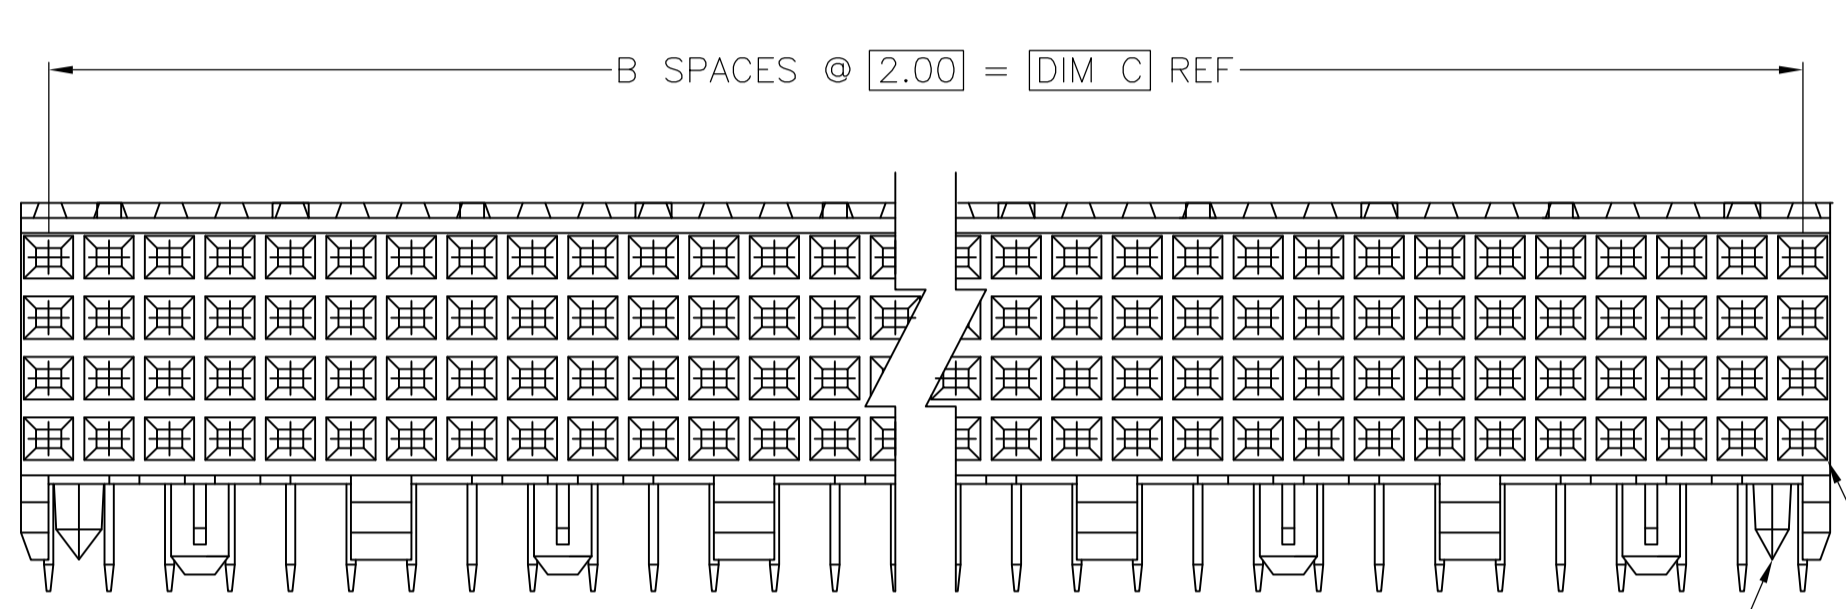 B SPACES @ 2.00 = DIM C REF